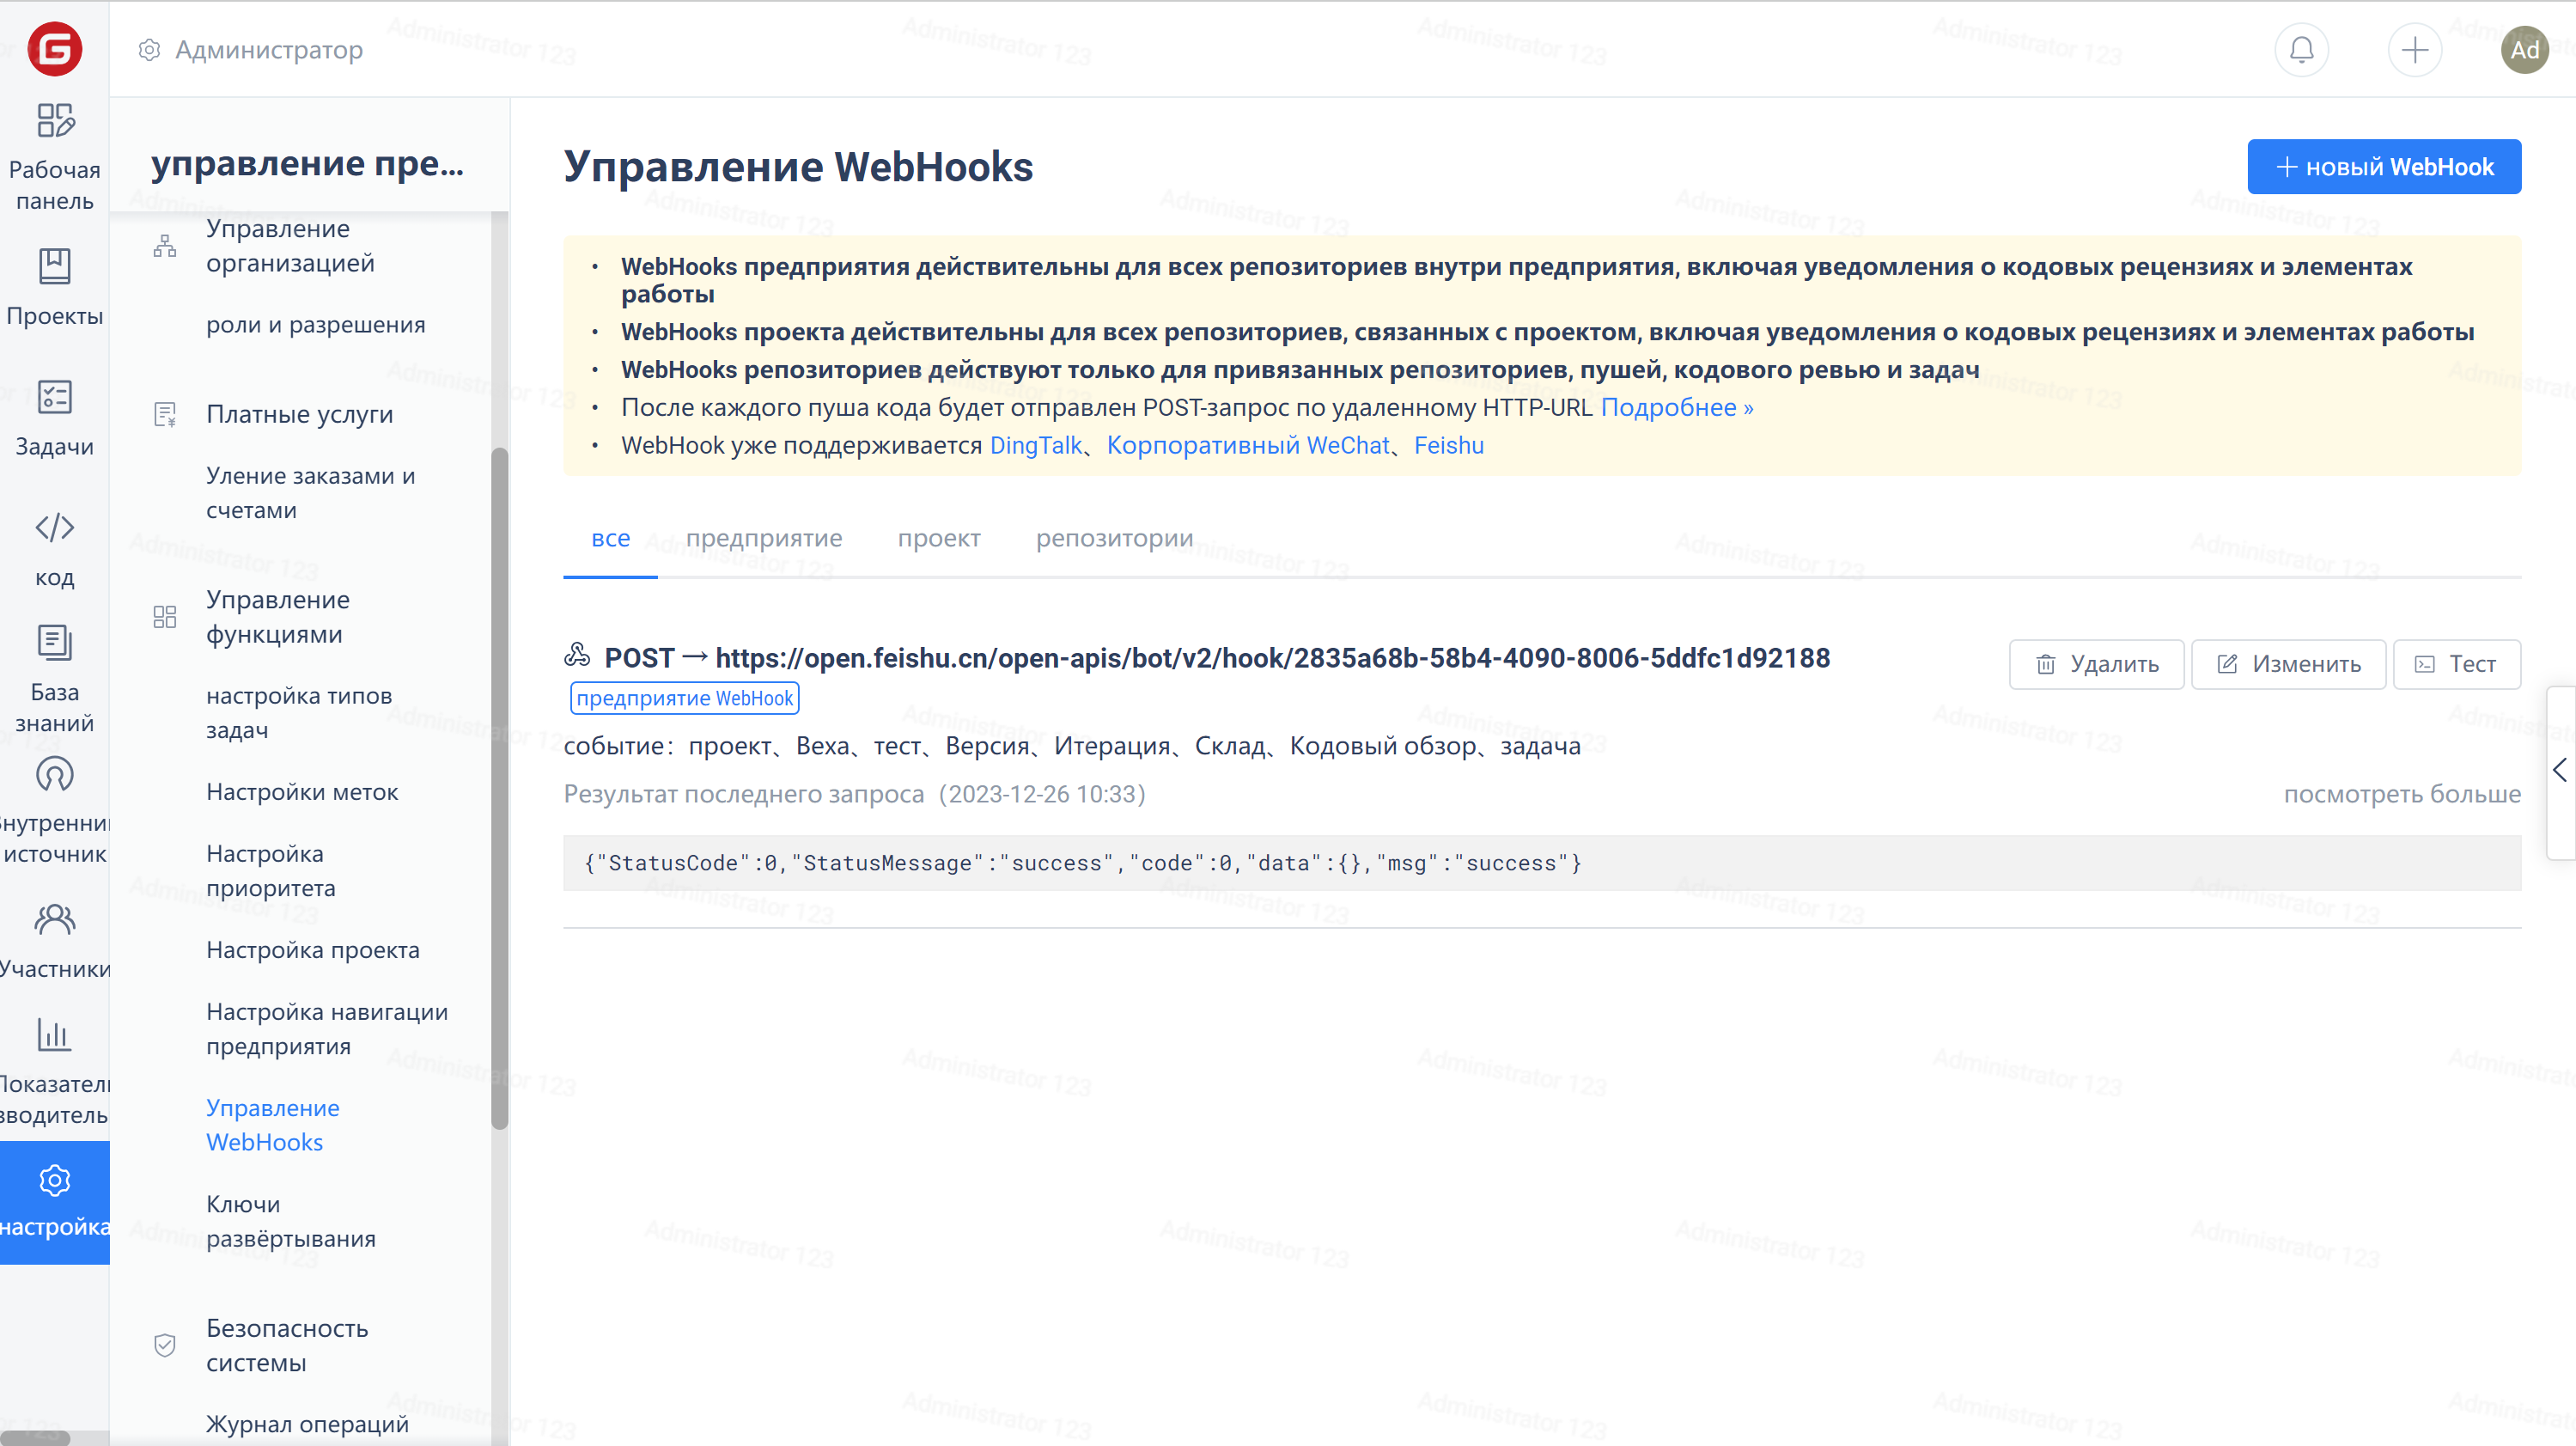 Администратор
Ad
Рабочая
панель
Проекты
Задачи
код
База
знаний
источник
Участники
настройка
управление пре...
Управление
организацией
роли и разрешения
Платные услуги
Уление заказами и
счетами
Управление
функциями
настройка типов
задач
Настройки меток
Настройка
приоритета
Настройка проекта
Настройка навигации
предприятия
Управление
WebHooks
Ключи
развёртывания
Безопасность
системы
Журнал операций
Управление WebHooks
новый WebHook
• WebHooks предприятия действительны для всех репозиториев внутри предприятия, включая уведомления о кодовых рецензиях и элементах
работы
• WebHooks проекта действительны для всех репозиториев, связанных с проектом, включая уведомления о кодовых рецензиях и элементах работы
• WebHooks репозиториев действуют только для привязанных репозиториев, пушей, кодового ревью и задач
• После каждого пуша кода будет отправлен POST-запрос по удаленному HTTP-URL Подробнее »
• WebHook уже поддерживается DingTalk、Корпоративный WeChat、Feishu
все предприятие проект репозитории
POST → https://open.feishu.cn/open-apis/bot/v2/hook/2835a68b-58b4-4090-8006-5ddfc1d92188
Удалить Изменить Тест
предприятие WebHook
событие：проект、Веха、тест、Версия、Итерация、Склад、Кодовый обзор、задача
Результат последнего запроса（2023-12-26 10:33）
посмотреть больше
{"StatusCode":0,"StatusMessage":"success","code":0,"data":{},"msg":"success"}
Administrator 123